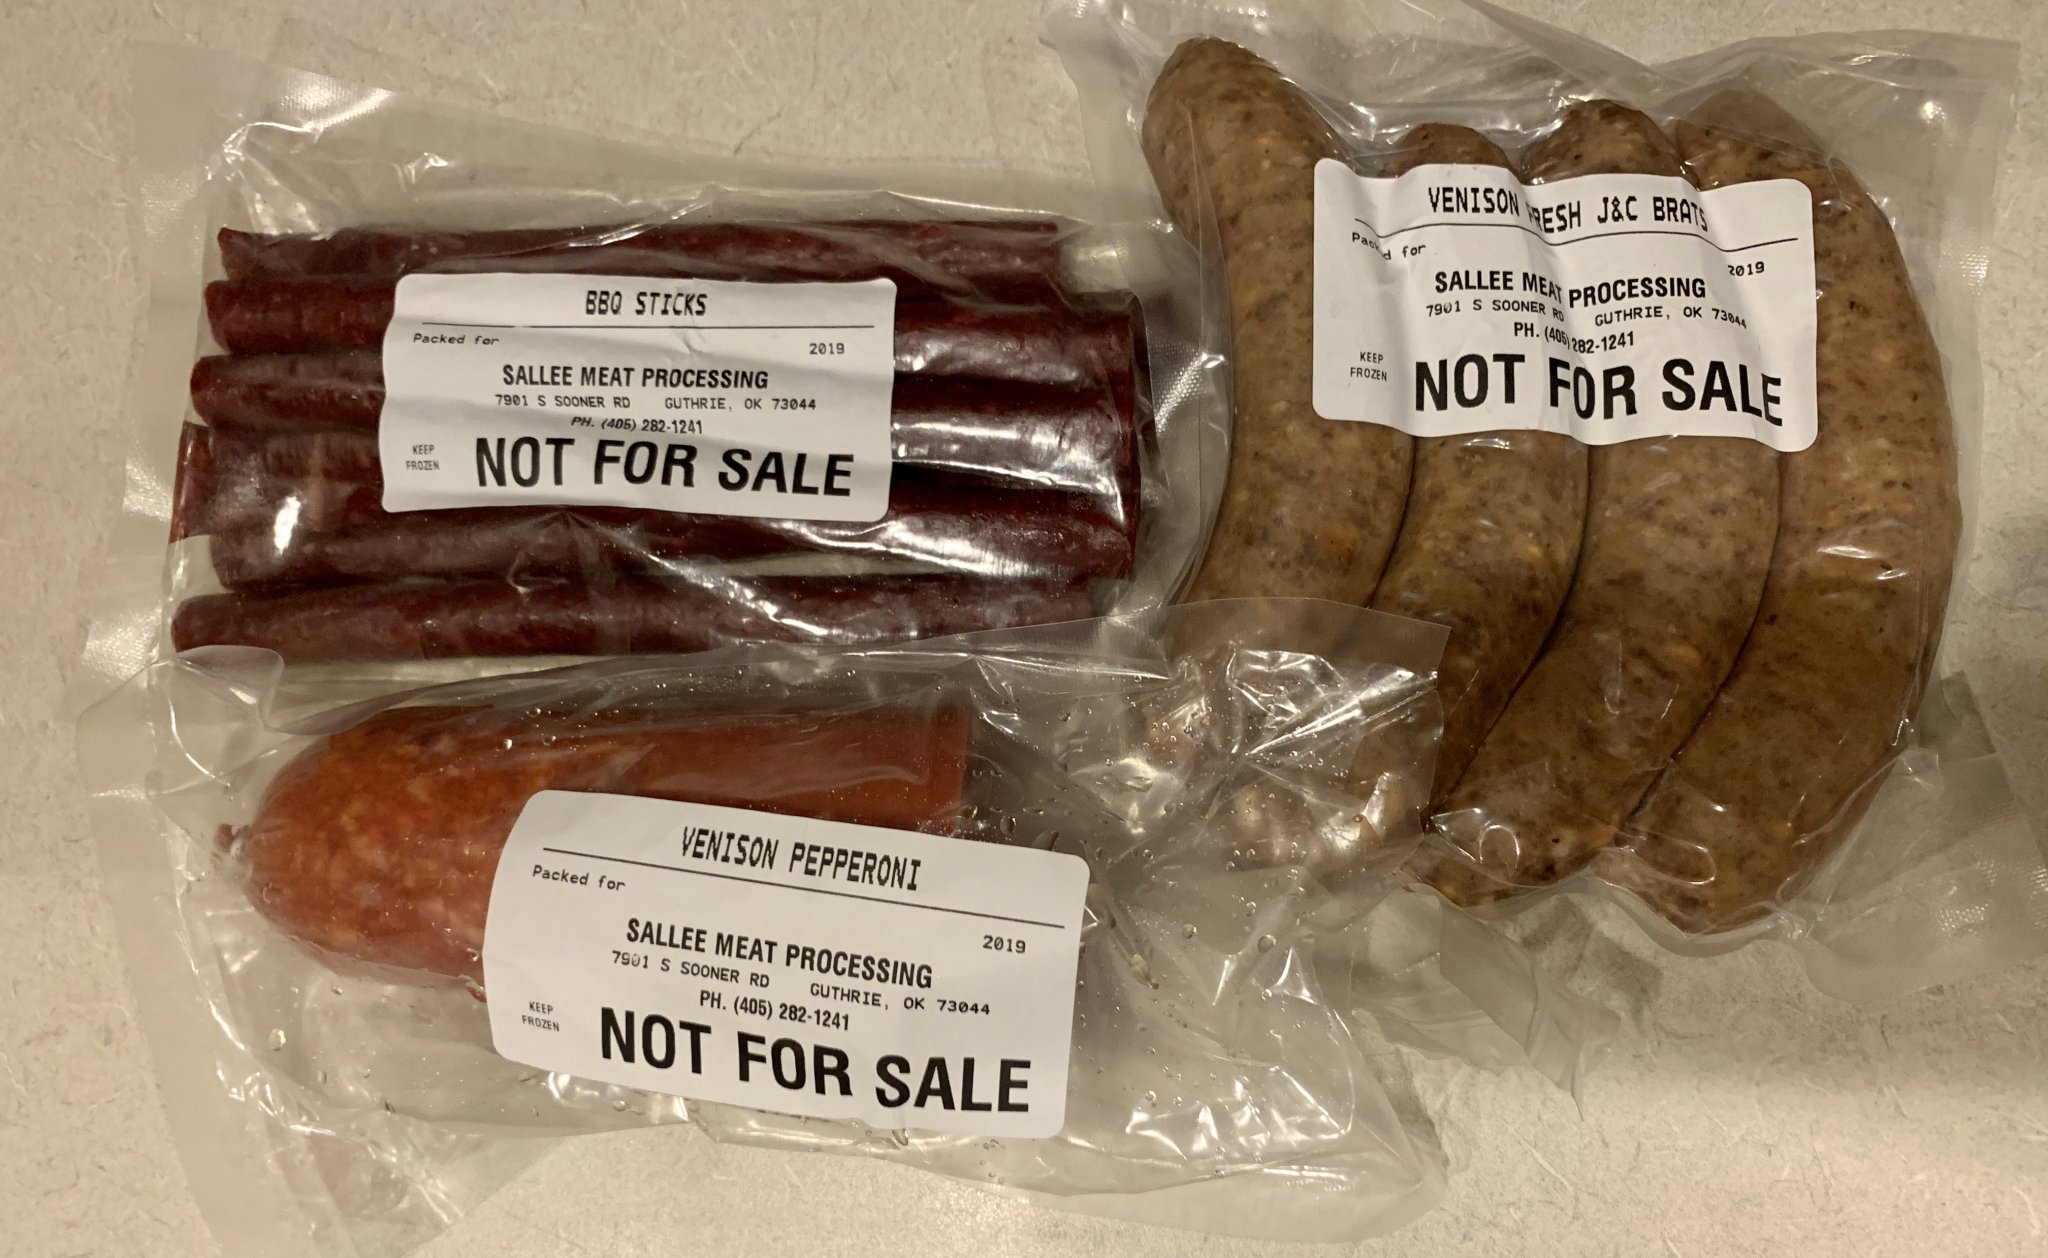 BBQ STICKS
Packed for
2019
SALLEE MEAT PROCESSING
7901 S SOONER RD GUTHRIE, OK 73044
PH. (405) 282-1241
KEEP
FROZEN
NOT FOR SALE
VENISON FRESH J&C BRATS
Packed for
2019
SALLEE MEAT PROCESSING
7901 S SOONER RD GUTHRIE, OK 73044
PH. (405) 282-1241
KEEP
FROZEN
NOT FOR SALE
VENISON PEPPERONI
Packed for
2019
SALLEE MEAT PROCESSING
7901 S SOONER RD GUTHRIE, OK 73044
PH. (405) 282-1241
KEEP
FROZEN
NOT FOR SALE